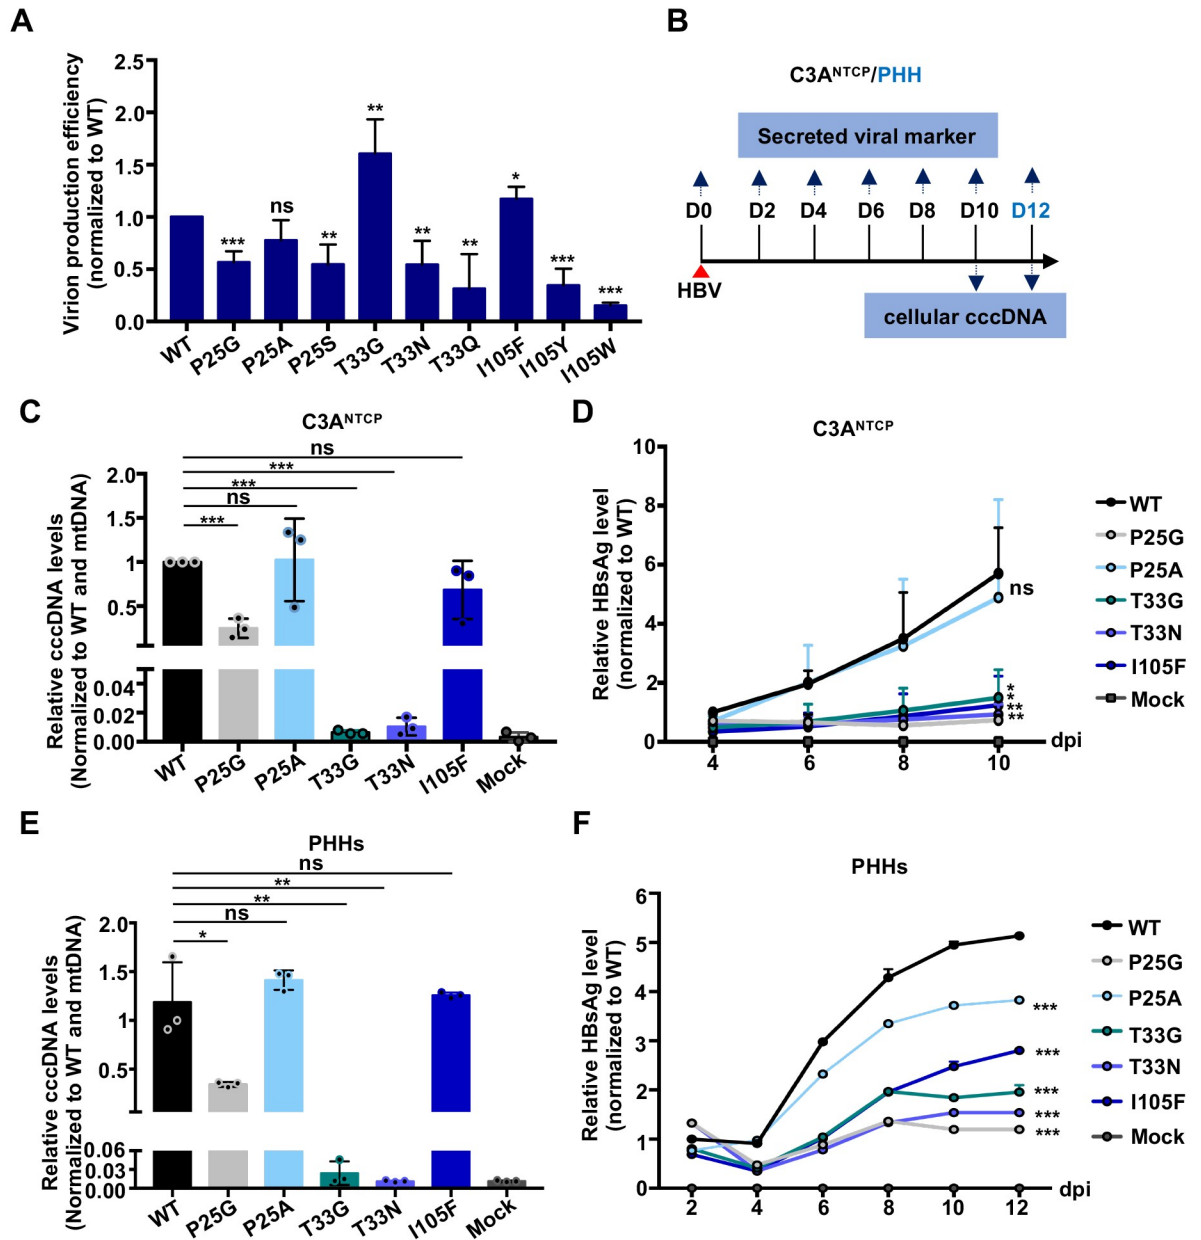 A
Virion production efficiency
(normalized to WT)
2.5
2.0
1.5
1.0
0.5
0.0
***
ns
**
**
**
**
*
***
***
WT
P25G
P25A
P25S
T33G
T33N
T33Q
I105F
I105Y
I105W
B
C3ANTCP/PHH
Secreted viral marker
D0 D2 D4 D6 D8 D10 D12
HBV
cellular cccDNA
C
C3ANTCP
ns
***
***
ns
***
Relative cccDNA levels
(Normalized to WT and mtDNA)
2.0
1.5
1
0.5
0.04
0.02
0.00
WT
P25G
P25A
T33G
T33N
I105F
Mock
D
C3ANTCP
Relative HBsAg level
(normalized to WT)
10
8
6
4
2
0
4 6 8 10
dpi
ns
*
*
**
**
WT
P25G
P25A
T33G
T33N
I105F
Mock
E
PHHs
ns
**
**
ns
*
Relative cccDNA levels
(Normalized to WT and mtDNA)
2.0
1.5
1
0.5
0.06
0.03
0.00
WT
P25G
P25A
T33G
T33N
I105F
Mock
F
PHHs
Relative HBsAg level
(normalized to WT)
6
5
4
3
2
1
0
2 4 6 8 10 12
dpi
***
***
***
***
***
WT
P25G
P25A
T33G
T33N
I105F
Mock